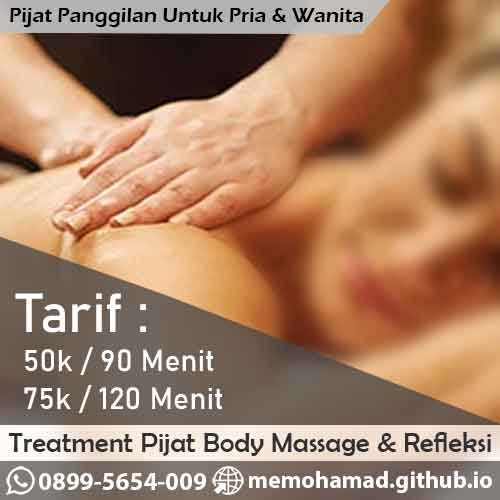 Pijat Panggilan Untuk Pria & Wanita
Tarif :
50k / 90 Menit
75k / 120 Menit
Treatment Pijat Body Massage & Refleksi
0899-5654-009 memohamad.github.io